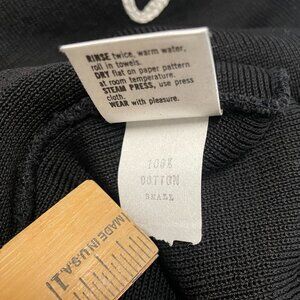 RINSE twice, warm water,
roll in towels.
DRY flat on paper pattern
at room temperature.
STEAM PRESS, use press
cloth.
WEAR with pleasure.
100%
COTTON
SMALL
MADE IN U.S.A.
1